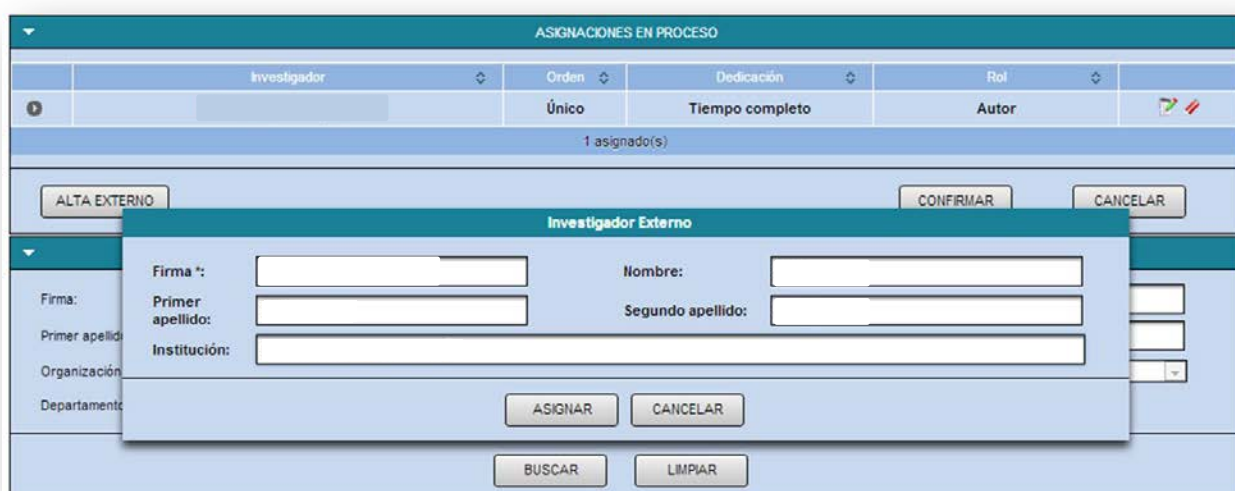 ASIGNACIONES EN PROCESO
Investigador Orden Dedicación Rol
Único Tiempo completo Autor
1 asignado(s)
ALTA EXTERNO CONFIRMAR CANCELAR
Investigador Externo
Firma *: Nombre:
Primer apellido: Segundo apellido:
Institución:
ASIGNAR CANCELAR
Firma:
Primer apellid
Organización
Departamento
BUSCAR LIMPIAR